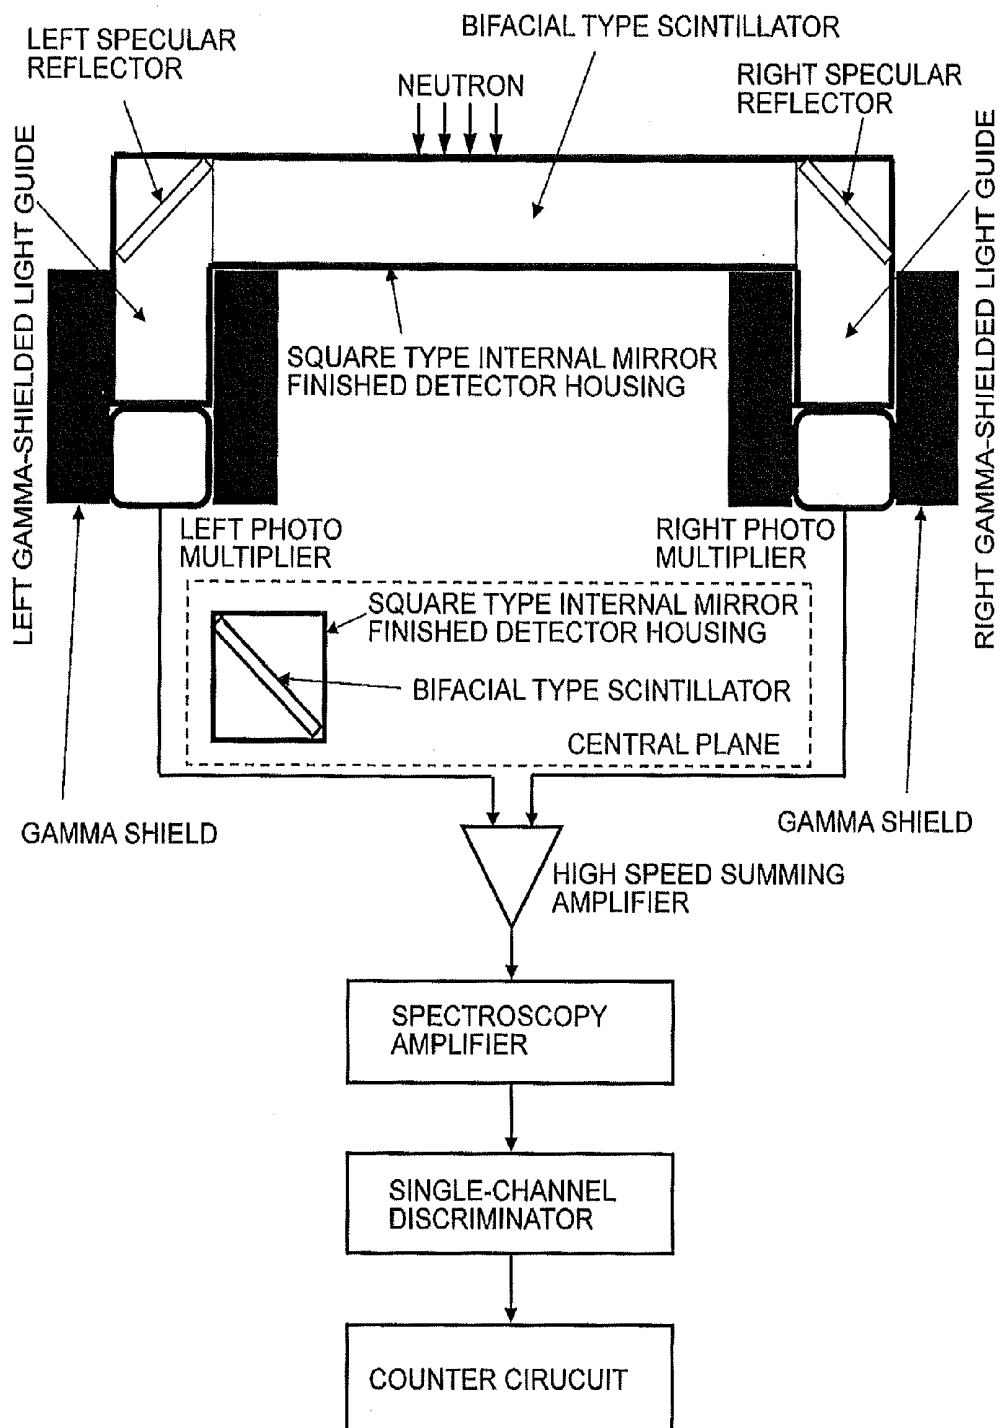 BIFACIAL TYPE SCINTILLATOR
LEFT SPECULAR
REFLECTOR
NEUTRON
RIGHT SPECULAR
REFLECTOR
LEFT GAMMA-SHIELDED LIGHT GUIDE
RIGHT GAMMA-SHIELDED LIGHT GUIDE
SQUARE TYPE INTERNAL MIRROR
FINISHED DETECTOR HOUSING
LEFT PHOTO
MULTIPLIER
RIGHT PHOTO
MULTIPLIER
SQUARE TYPE INTERNAL MIRROR
FINISHED DETECTOR HOUSING
BIFACIAL TYPE SCINTILLATOR
CENTRAL PLANE
GAMMA SHIELD
GAMMA SHIELD
HIGH SPEED SUMMING
AMPLIFIER
SPECTROSCOPY
AMPLIFIER
SINGLE-CHANNEL
DISCRIMINATOR
COUNTER CIRUCUIT